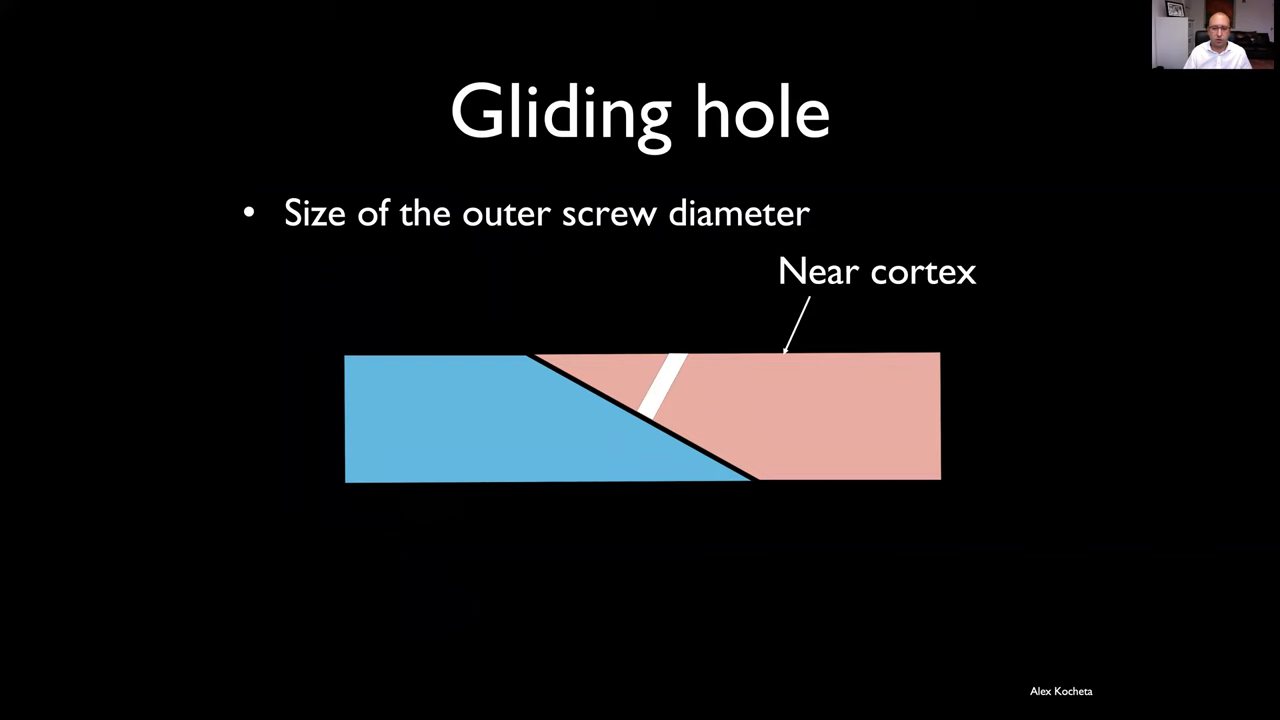 Gliding hole
• Size of the outer screw diameter
Near cortex
Alex Kocheta